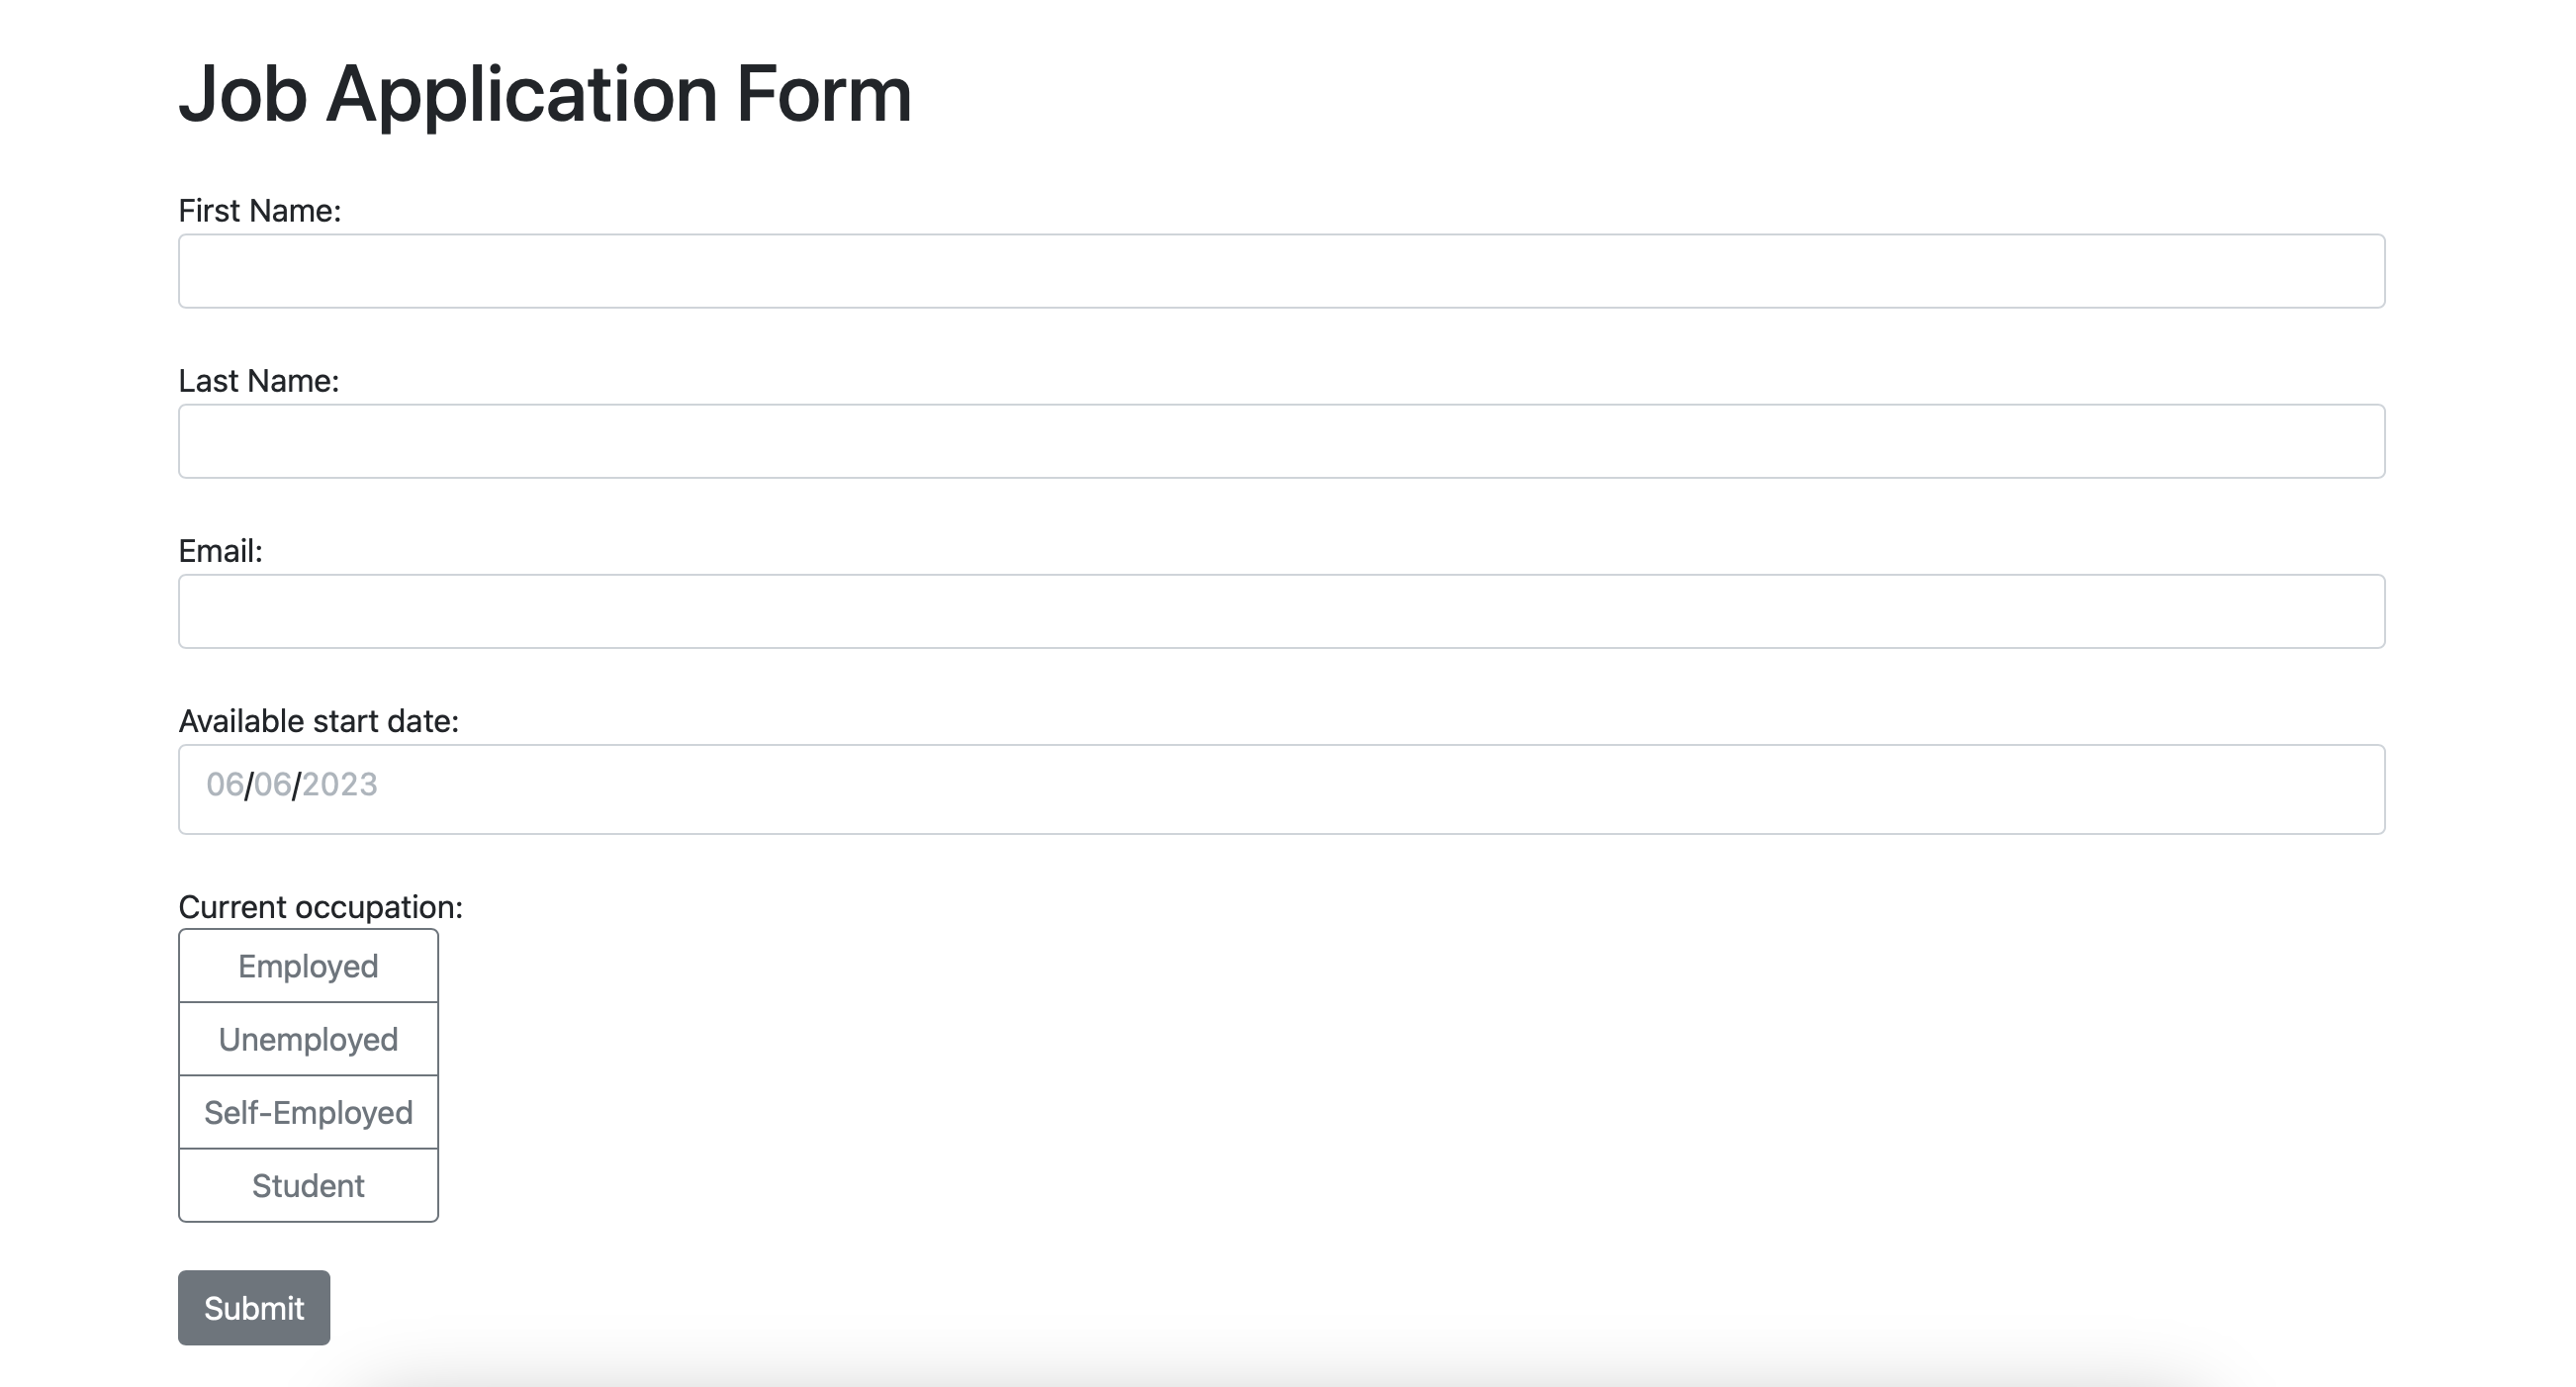 Job Application Form
First Name:
Last Name:
Email:
Available start date:
06/06/2023
Current occupation:
Employed
Unemployed
Self-Employed
Student
Submit